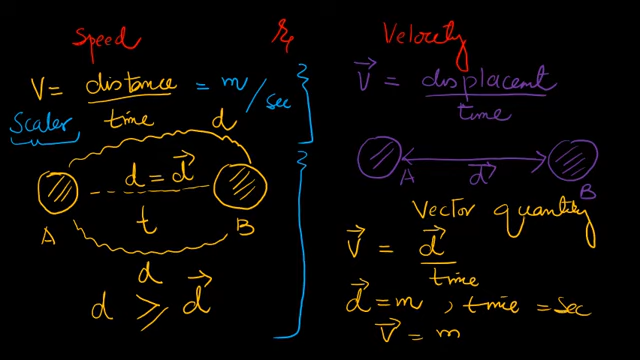 Speed & Velocity
V = distance / time = m/sec
Scaler
d
d = d⃗
A t B
d
d ⩾ d⃗
V⃗ = displacemt / time
A d⃗ B
Vector quantity
V⃗ = d⃗ / time
d⃗ = m , time = sec
V⃗ = m